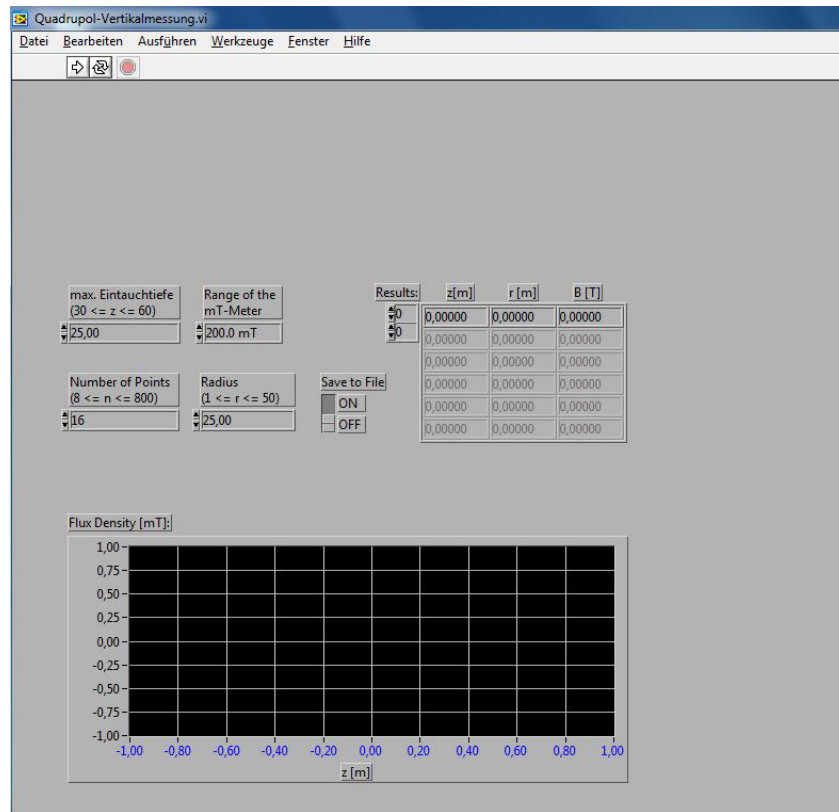 Quadrupol-Vertikalmessung.vi
Datei Bearbeiten Ausführen Werkzeuge Fenster Hilfe
max. Eintauchtiefe
(30 <= z <= 60)
25,00
Range of the
mT-Meter
200.0 mT
Number of Points
(8 <= n <= 800)
16
Radius
(1 <= r <= 50)
25,00
Save to File
ON
OFF
Results: z[m] r [m] B [T]
0 0,00000 0,00000 0,00000
0 0,00000 0,00000 0,00000
0,00000 0,00000 0,00000
0,00000 0,00000 0,00000
0,00000 0,00000 0,00000
0,00000 0,00000 0,00000
Flux Density [mT]:
1,00
0,75
0,50
0,25
0,00
-0,25
-0,50
-0,75
-1,00
-1,00 -0,80 -0,60 -0,40 -0,20 0,00 0,20 0,40 0,60 0,80 1,00
z [m]